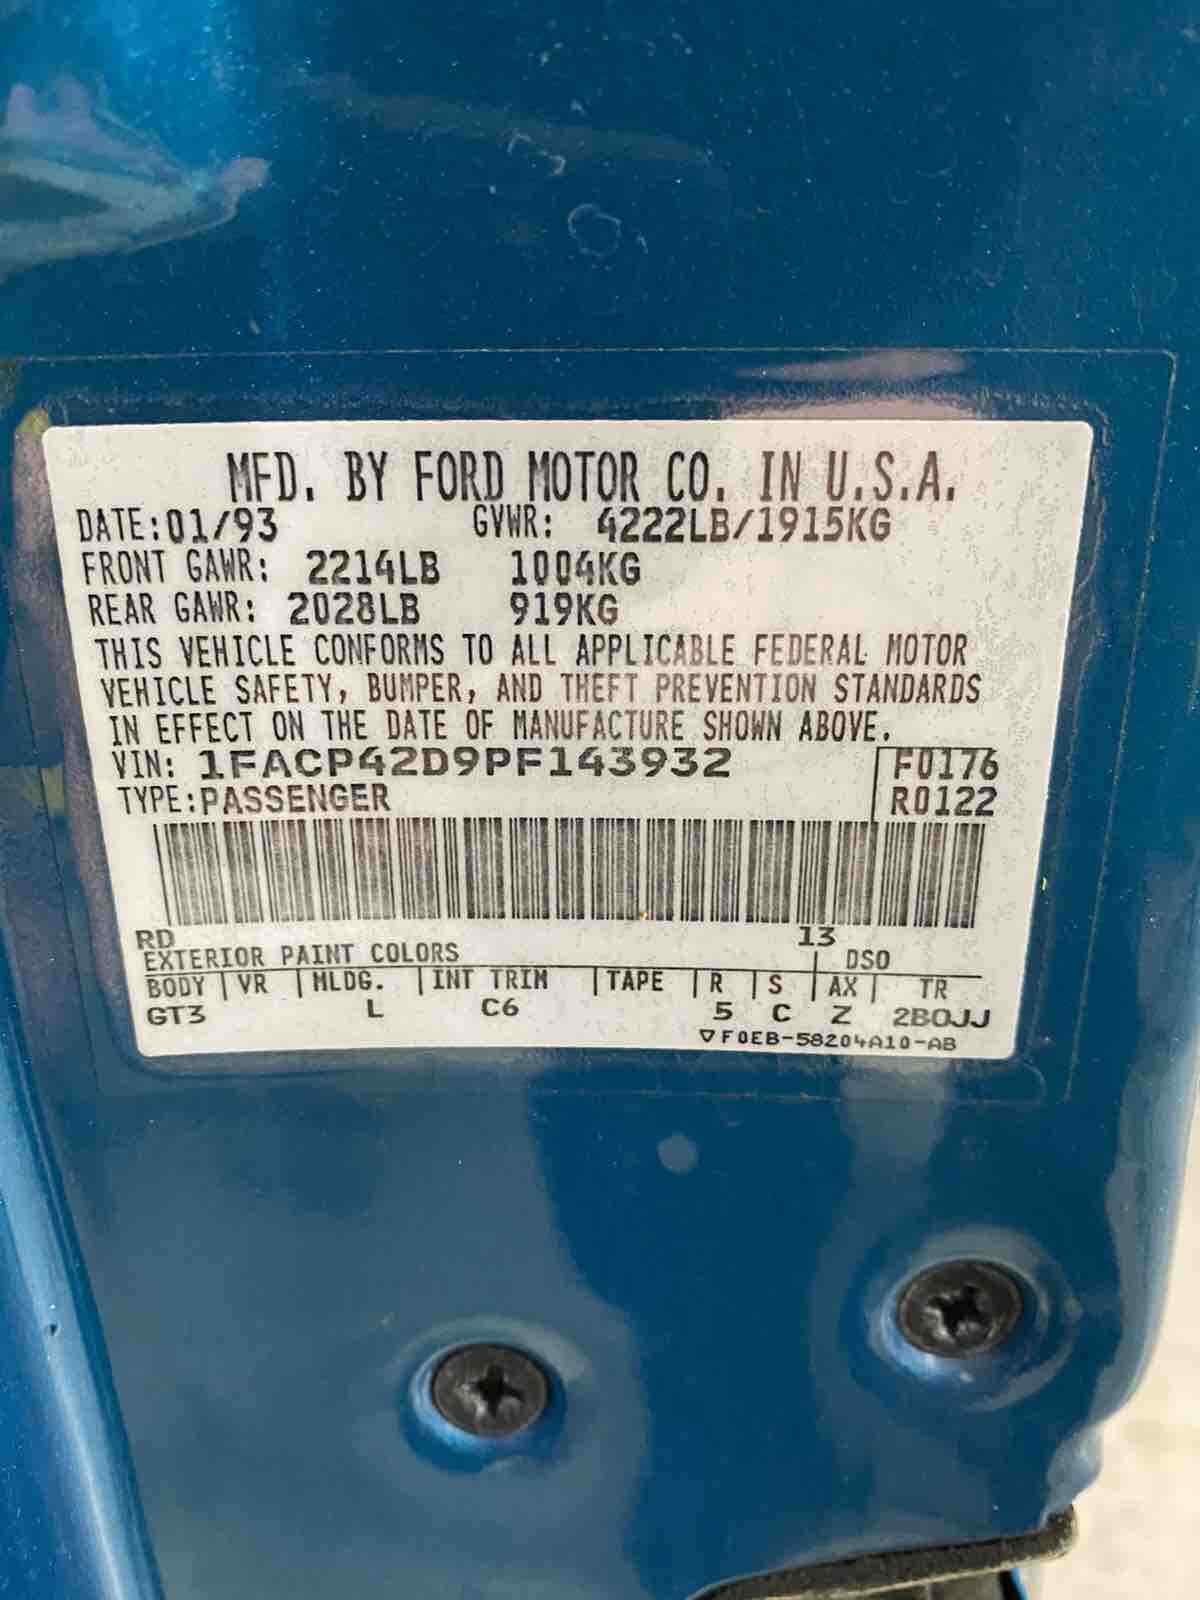 MFD. BY FORD MOTOR CO. IN U.S.A.
DATE: 01/93 GVWR: 4222LB/1915KG
FRONT GAWR: 2214LB 1004KG
REAR GAWR: 2028LB 919KG
THIS VEHICLE CONFORMS TO ALL APPLICABLE FEDERAL MOTOR
VEHICLE SAFETY, BUMPER, AND THEFT PREVENTION STANDARDS
IN EFFECT ON THE DATE OF MANUFACTURE SHOWN ABOVE.
VIN: 1FACP42D9PF143932 F0176
TYPE: PASSENGER R0122
RD 13
EXTERIOR PAINT COLORS DSO
BODY VR MLDG. INT TRIM TAPE R S AX TR
GT3 L C6 5 C Z 2BOJJ
▽F0EB-58204A10-AB